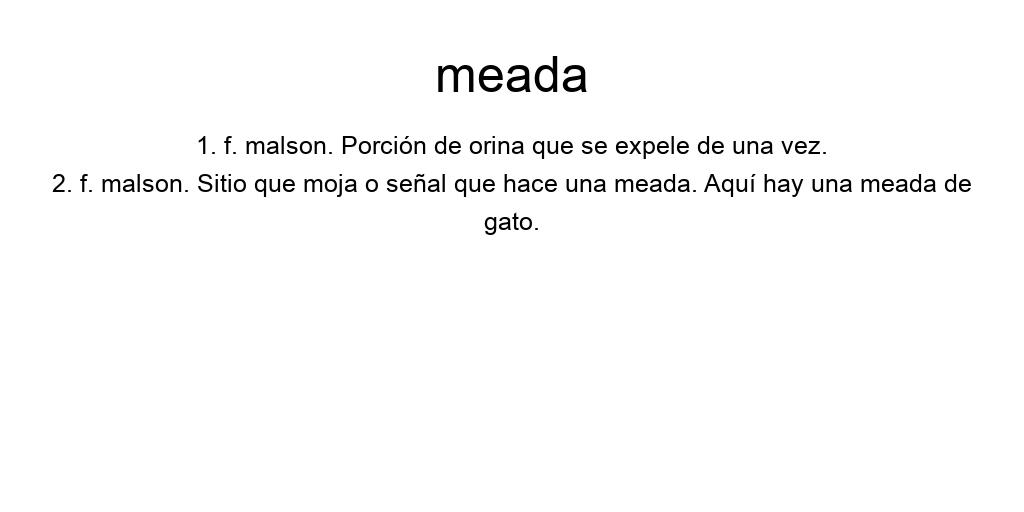 meada
1. f. malson. Porción de orina que se expele de una vez.
2. f. malson. Sitio que moja o señal que hace una meada. Aquí hay una meada de
gato.